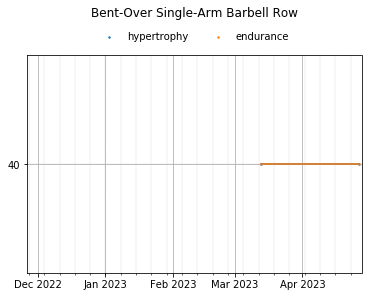 Bent-Over Single-Arm Barbell Row
hypertrophy endurance
40
Dec 2022 Jan 2023 Feb 2023 Mar 2023 Apr 2023